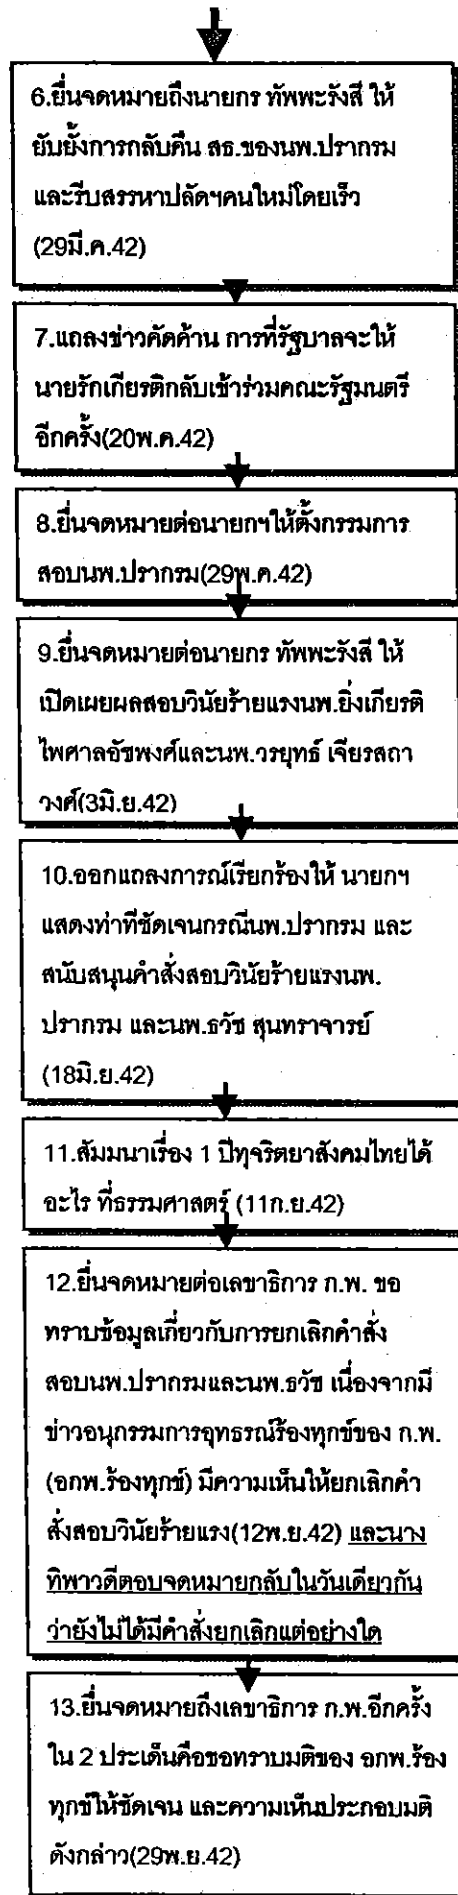 6.ยื่นจดหมายถึงนายกร ทัพพะรังสี ให้
ยับยั้งการกลับคืน สธ.ของนพ.ปรากรม
และรีบสรรหาปลัดฯคนใหม่โดยเร็ว
(29มี.ค.42)
7.แถลงข่าวคัดค้าน การที่รัฐบาลจะให้
นายรักเกียรติกลับเข้าร่วมคณะรัฐมนตรี
อีกครั้ง(20พ.ค.42)
8.ยื่นจดหมายต่อนายกฯให้ตั้งกรรมการ
สอบนพ.ปรากรม(29พ.ค.42)
9.ยื่นจดหมายต่อนายกร ทัพพะรังสี ให้
เปิดเผยผลสอบวินัยร้ายแรงนพ.ยิ่งเกียรติ
ไพศาลอัชพงศ์และนพ.วรยุทธ์ เจียรสถา
วงศ์(3มิ.ย.42)
10.ออกแถลงการณ์เรียกร้องให้ นายกฯ
แสดงท่าทีชัดเจนกรณีนพ.ปรากรม และ
สนับสนุนคำสั่งสอบวินัยร้ายแรงนพ.
ปรากรม และนพ.ธวัช สุนทราจารย์
(18มิ.ย.42)
11.สัมมนาเรื่อง 1 ปีทุจริตยาสังคมไทยได้
อะไร ที่ธรรมศาสตร์ (11ก.ย.42)
12.ยื่นจดหมายต่อเลขาธิการ ก.พ. ขอ
ทราบข้อมูลเกี่ยวกับการยกเลิกคำสั่ง
สอบนพ.ปรากรมและนพ.ธวัช เนื่องจากมี
ข่าวอนุกรรมการอุทธรณ์ร้องทุกข์ของ ก.พ.
(อกพ.ร้องทุกข์) มีความเห็นให้ยกเลิกคำ
สั่งสอบวินัยร้ายแรง(12พ.ย.42) และนาง
ทิพาวดีตอบจดหมายกลับในวันเดียวกัน
ว่ายังไม่ได้มีคำสั่งยกเลิกแต่อย่างใด
13.ยื่นจดหมายถึงเลขาธิการ ก.พ.อีกครั้ง
ใน 2 ประเด็นคือขอทราบมติของ อกพ.ร้อง
ทุกข์ให้ชัดเจน และความเห็นประกอบมติ
ดังกล่าว(29พ.ย.42)